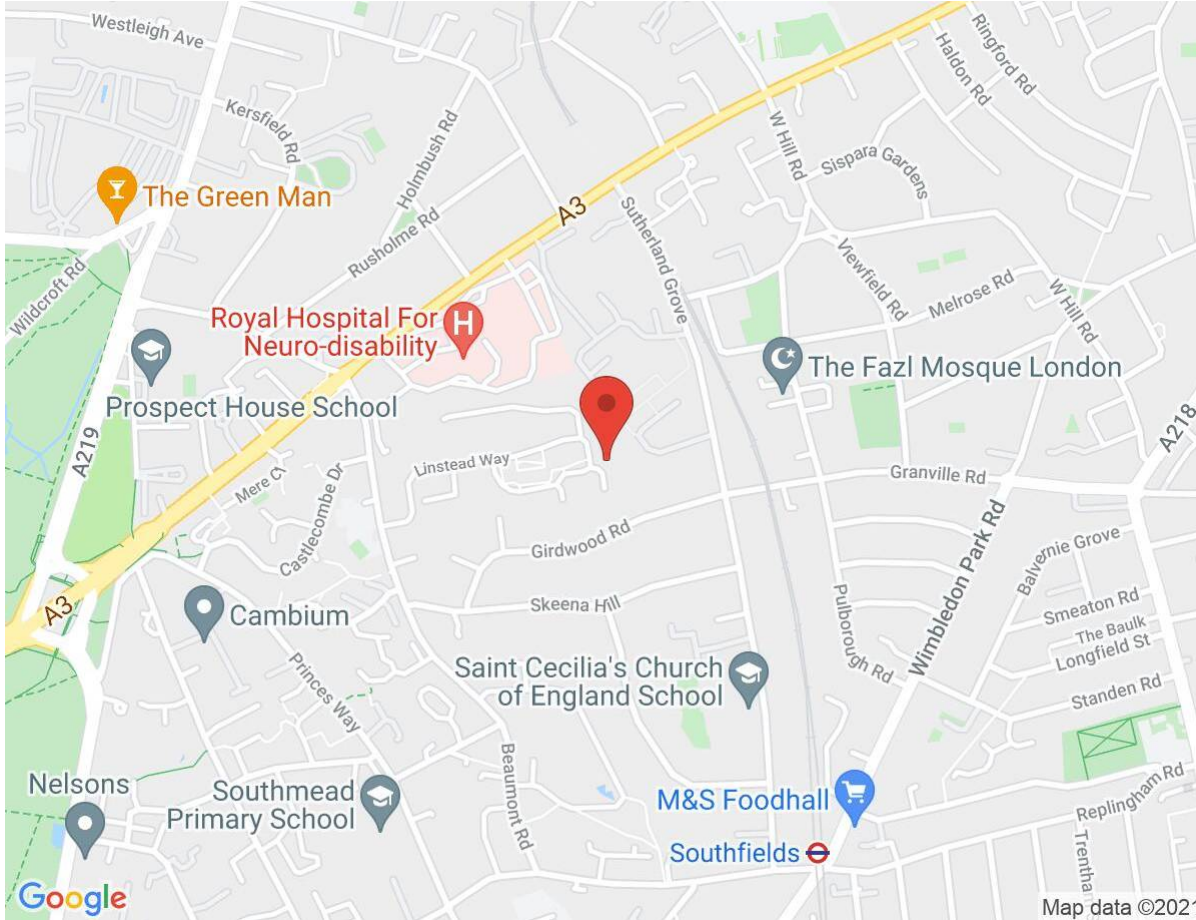 Westleigh Ave
Ringford Rd
Haldon Rd
Kersfield Rd
Holmbush Rd
W Hill Rd
Sispara Gardens
The Green Man
A3
Sutherland Grove
Rusholme Rd
Wildcroft Rd
Viewfield Rd
Melrose Rd
W Hill Rd
Royal Hospital For
Neuro-disability
H
The Fazl Mosque London
Prospect House School
A219
A218
Linstead Way
Granville Rd
Mere Cl
Castlecombe Dr
Girdwood Rd
Wimbledon Park Rd
Balvernie Grove
A3
Skeena Hill
Pulborough Rd
Smeaton Rd
The Baulk
Longfield St
Cambium
Princes Way
Saint Cecilia's Church
of England School
Standen Rd
Beaumont Rd
Nelsons
Southmead
Primary School
M&S Foodhall
Replingham Rd
Southfields
Trentha
Google
Map data ©2021